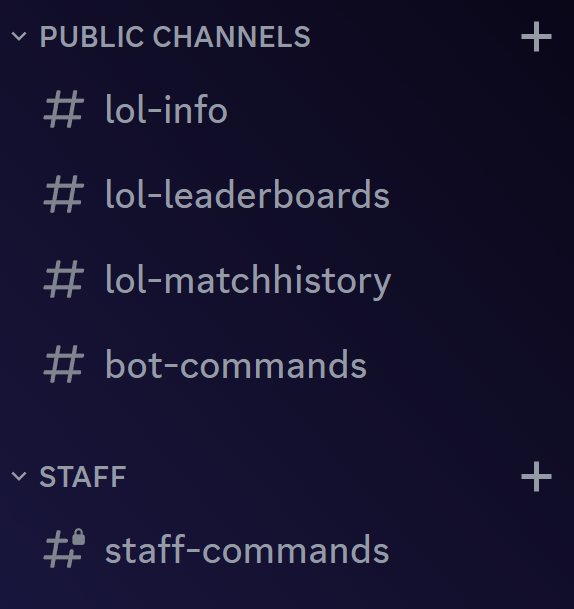 PUBLIC CHANNELS
lol-info
lol-leaderboards
lol-matchhistory
bot-commands
STAFF
staff-commands